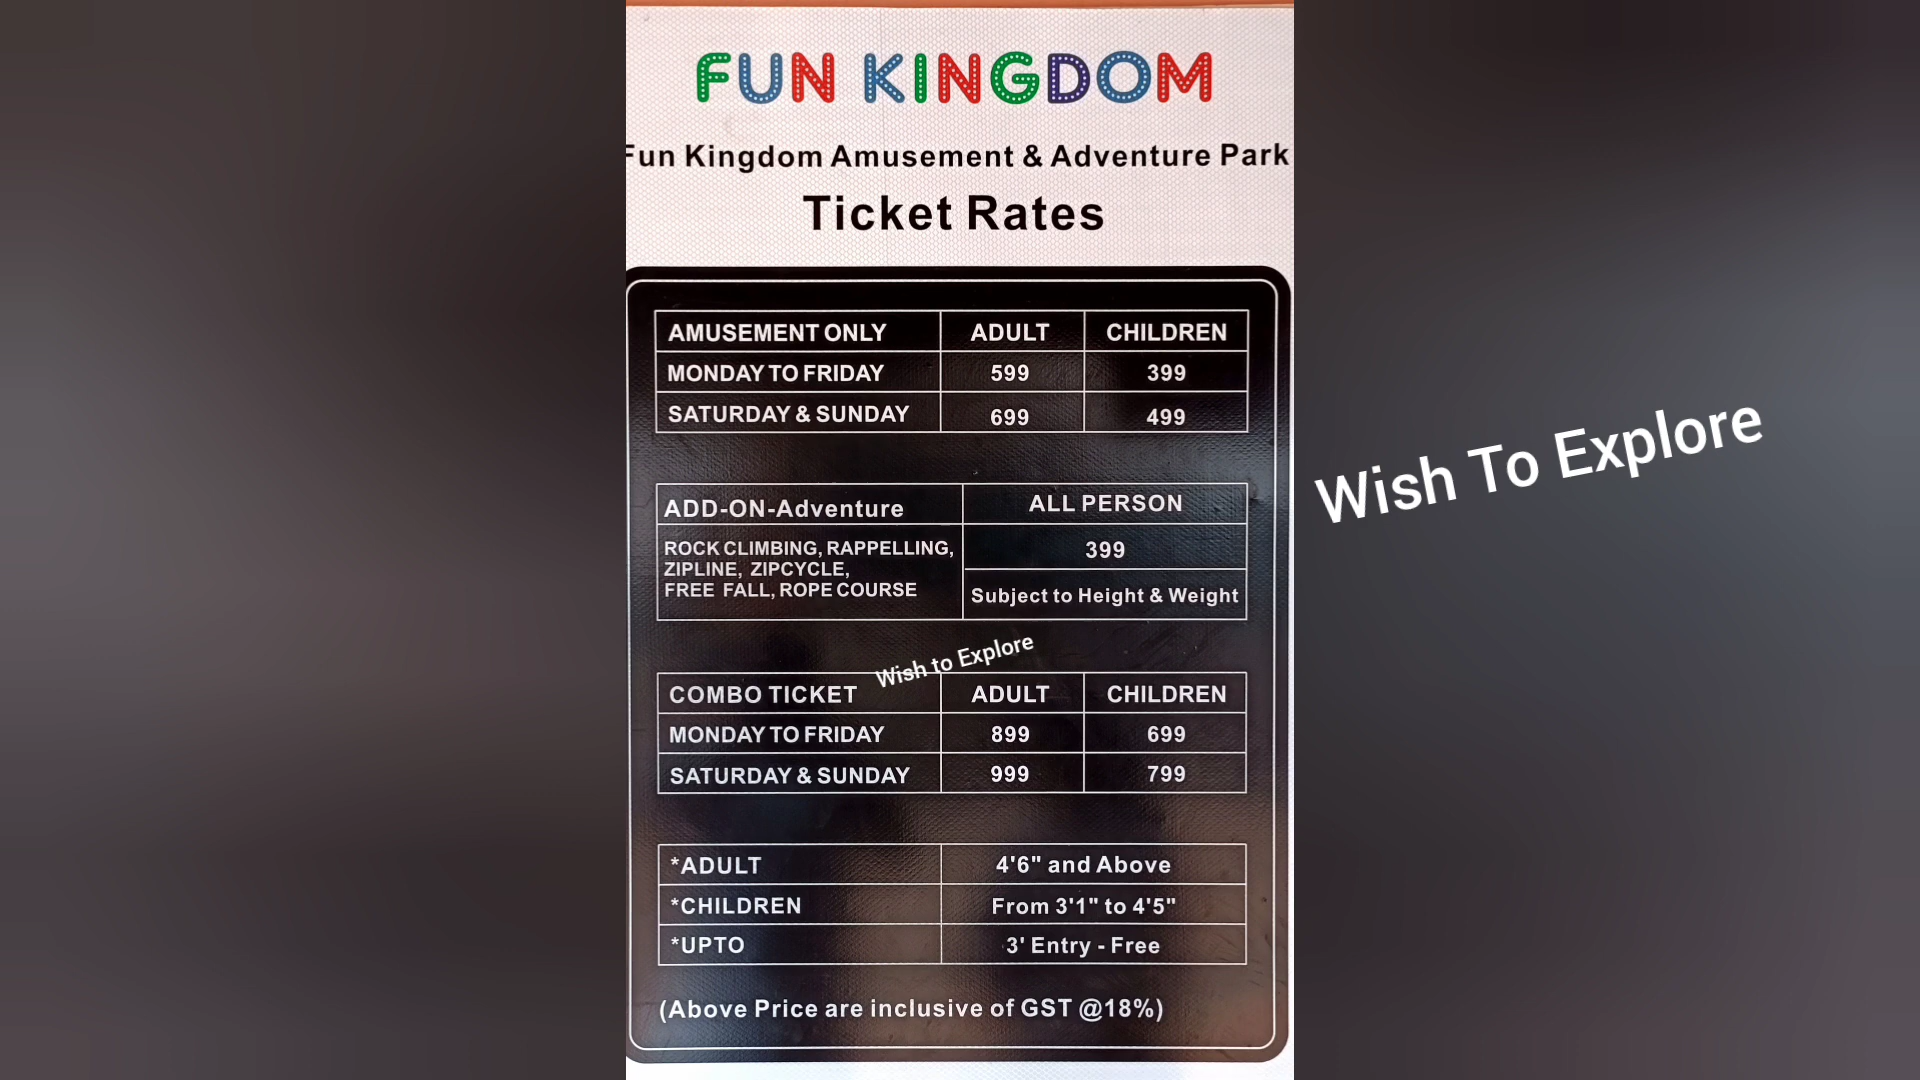 FUN KINGDOM
Fun Kingdom Amusement & Adventure Park
Ticket Rates
AMUSEMENT ONLY ADULT CHILDREN
MONDAY TO FRIDAY 599 399
SATURDAY & SUNDAY 699 499
ADD-ON-Adventure ALL PERSON
ROCK CLIMBING, RAPPELLING,
ZIPLINE, ZIPCYCLE,
FREE FALL, ROPE COURSE
399
Subject to Height & Weight
Wish to Explore
COMBO TICKET ADULT CHILDREN
MONDAY TO FRIDAY 899 699
SATURDAY & SUNDAY 999 799
*ADULT 4'6" and Above
*CHILDREN From 3'1" to 4'5"
*UPTO 3' Entry - Free
(Above Price are inclusive of GST @18%)
Wish To Explore